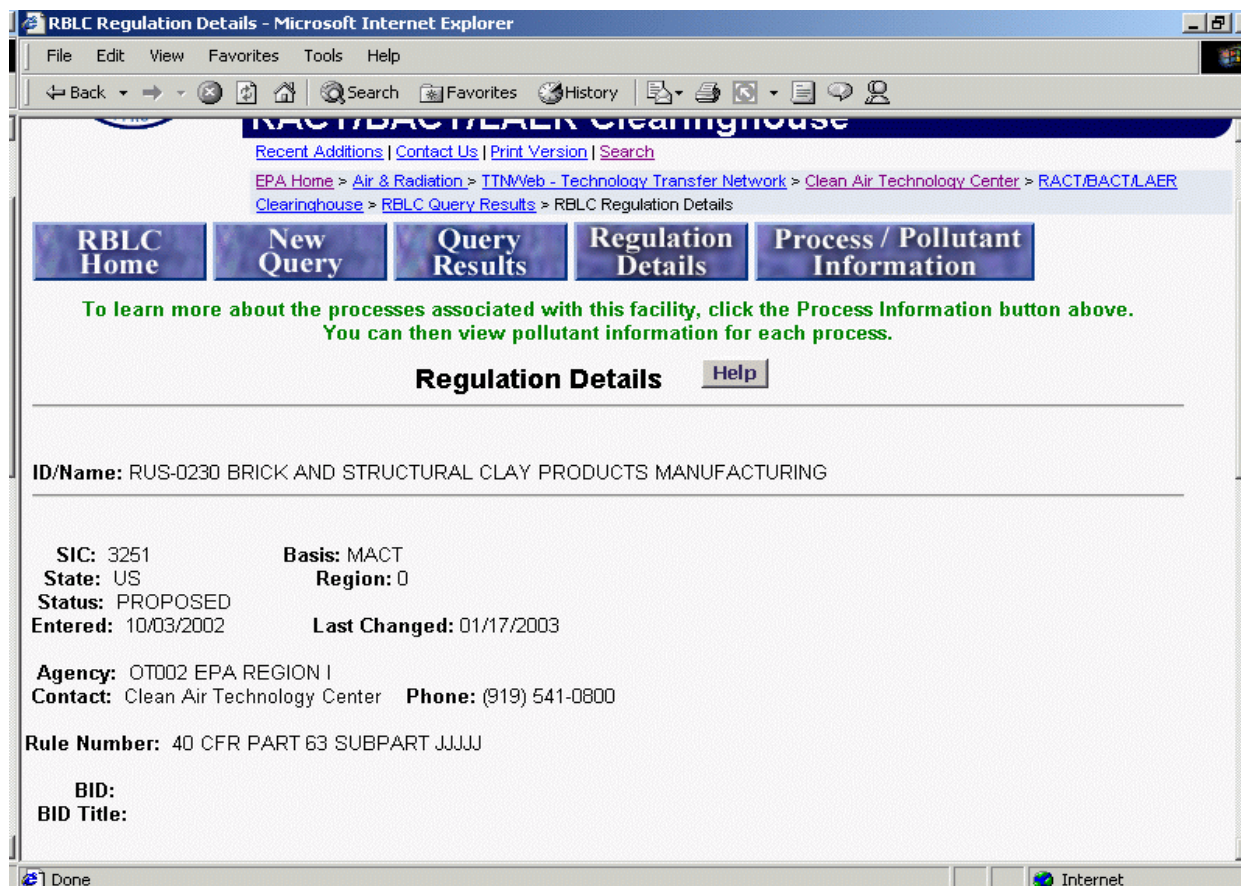 RBLC Regulation Details - Microsoft Internet Explorer
File Edit View Favorites Tools Help
Back Search Favorites History
RACT/BACT/LAER Clearinghouse
Recent Additions | Contact Us | Print Version | Search
EPA Home > Air & Radiation > TTNWeb - Technology Transfer Network > Clean Air Technology Center > RACT/BACT/LAER
Clearinghouse > RBLC Query Results > RBLC Regulation Details
RBLC Home New Query Query Results Regulation Details Process / Pollutant Information
To learn more about the processes associated with this facility, click the Process Information button above.
You can then view pollutant information for each process.
Regulation Details Help
ID/Name: RUS-0230 BRICK AND STRUCTURAL CLAY PRODUCTS MANUFACTURING
SIC: 3251 Basis: MACT
State: US Region: 0
Status: PROPOSED
Entered: 10/03/2002 Last Changed: 01/17/2003
Agency: OT002 EPA REGION I
Contact: Clean Air Technology Center Phone: (919) 541-0800
Rule Number: 40 CFR PART 63 SUBPART JJJJJ
BID:
BID Title:
Done Internet